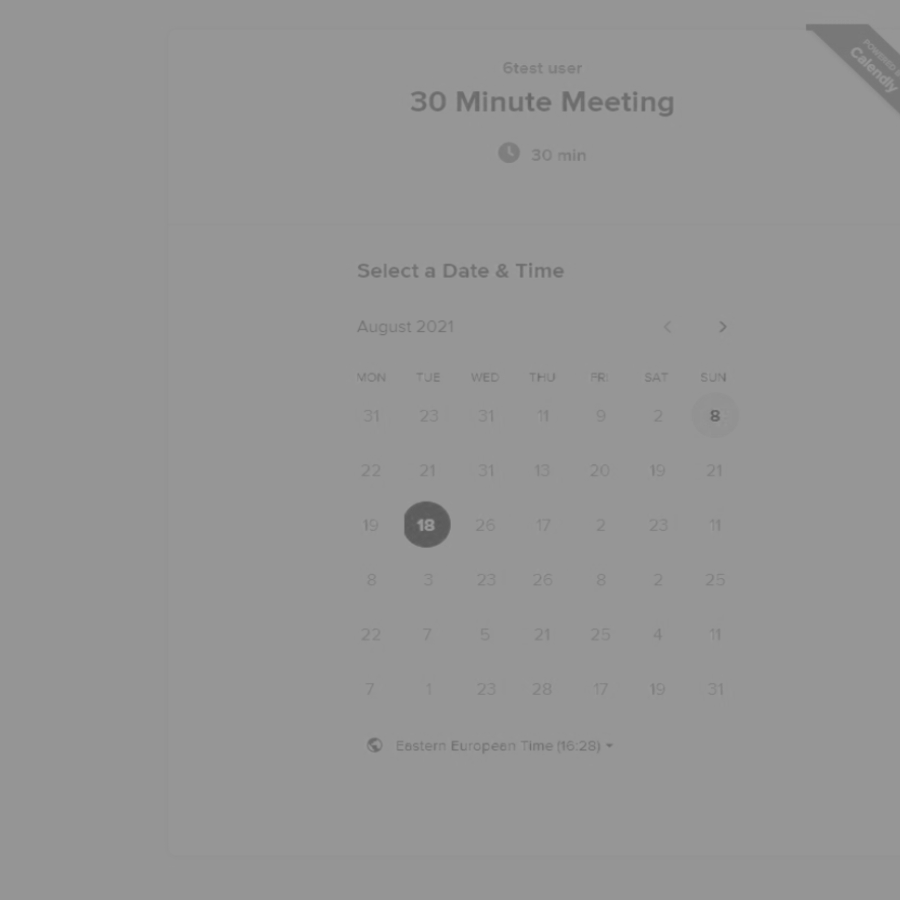 POWERED
Calendly
6test user
30 Minute Meeting
30 min
Select a Date & Time
August 2021
MON TUE WED THU FRI SAT SUN
31 23 31 11 9 2 8
22 21 31 13 20 19 21
19 18 26 17 2 23 11
8 3 23 26 8 2 25
22 7 5 21 25 4 11
7 1 23 28 17 19 31
Eastern European Time (16:28)